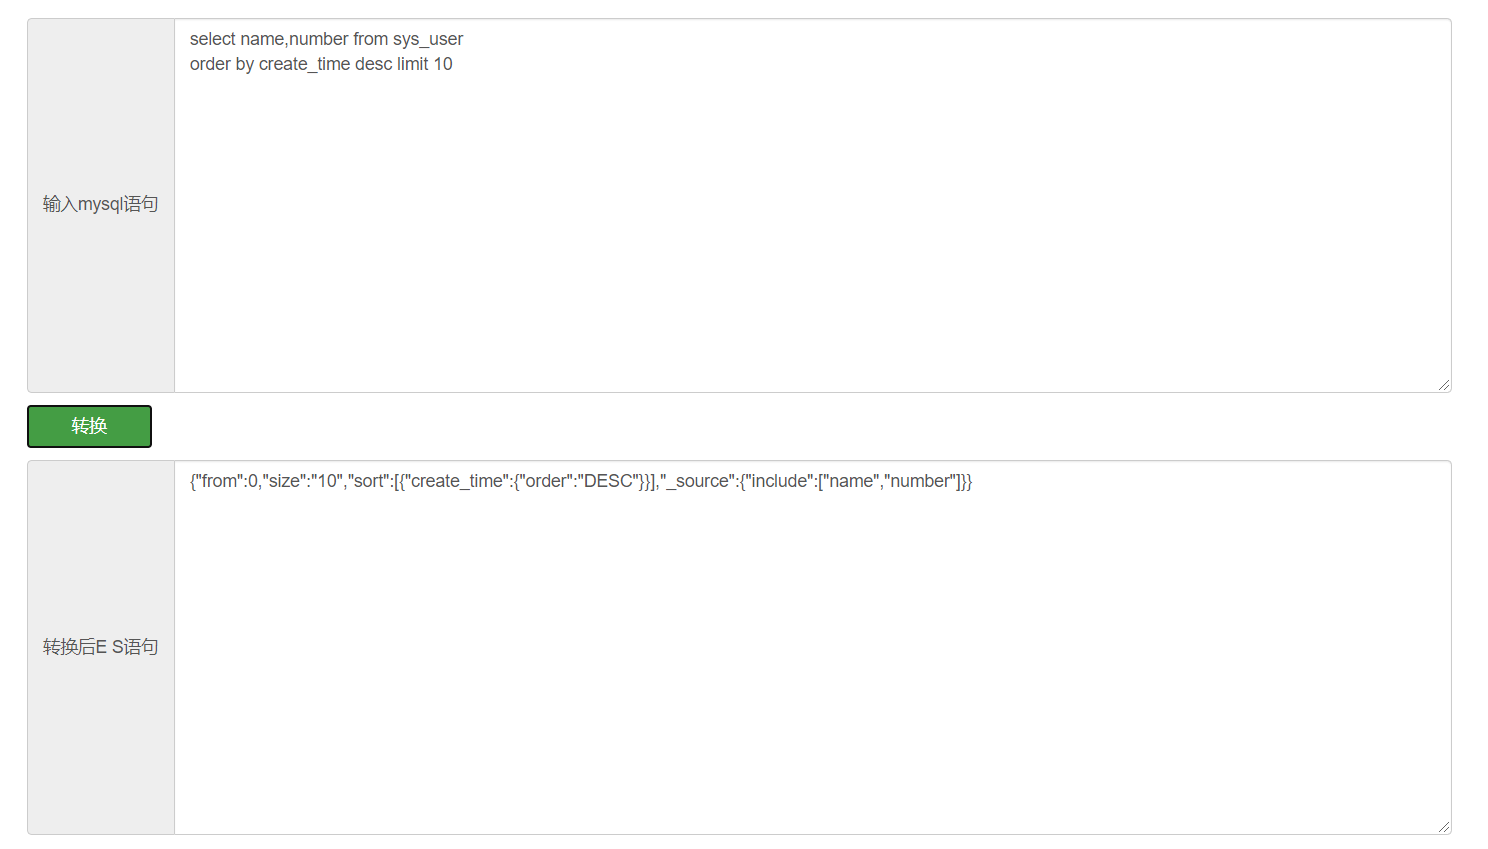 输入mysql语句
select name,number from sys_user
order by create_time desc limit 10
转换
转换后E S语句
{"from":0,"size":"10","sort":[{"create_time":{"order":"DESC"}}],"_source":{"include":["name","number"]}}